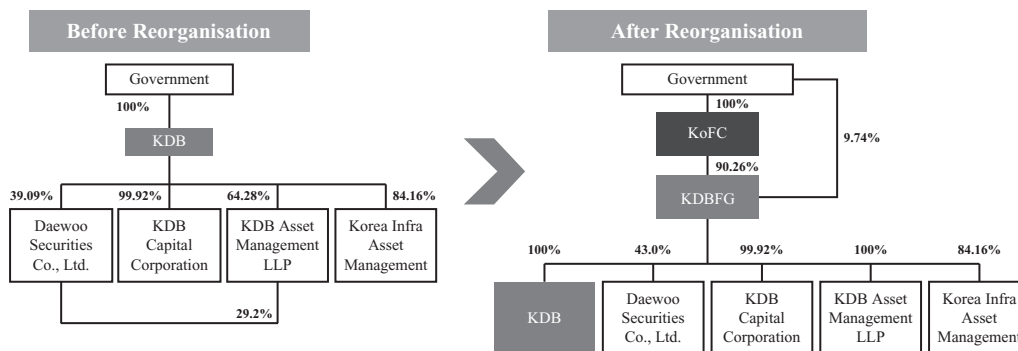 Before Reorganisation
Government
100%
KDB
39.09%
99.92%
64.28%
84.16%
Daewoo
Securities
Co., Ltd.
KDB
Capital
Corporation
KDB Asset
Management
LLP
Korea Infra
Asset
Management
29.2%
After Reorganisation
Government
100%
KoFC
9.74%
90.26%
KDBFG
100%
43.0%
99.92%
100%
84.16%
KDB
Daewoo
Securities
Co., Ltd.
KDB
Capital
Corporation
KDB Asset
Management
LLP
Korea Infra
Asset
Management